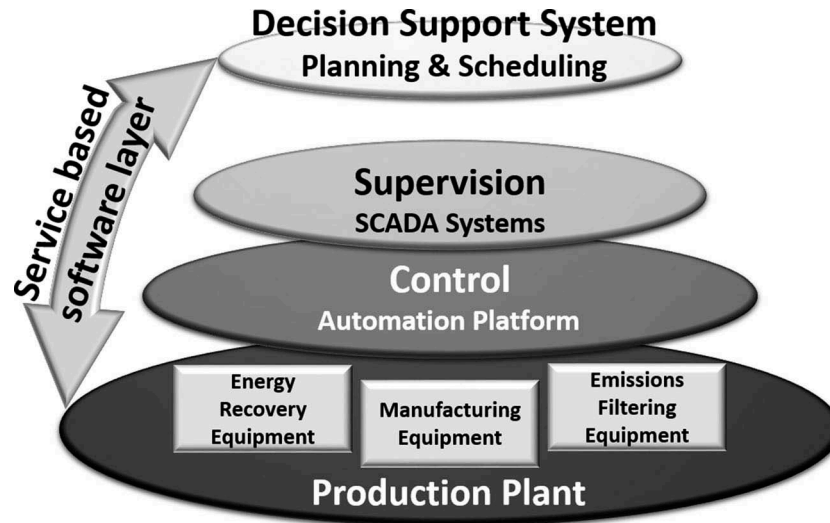 Decision Support System
Planning & Scheduling
Service based
software layer
Supervision
SCADA Systems
Control
Automation Platform
Energy
Recovery
Equipment
Manufacturing
Equipment
Emissions
Filtering
Equipment
Production Plant